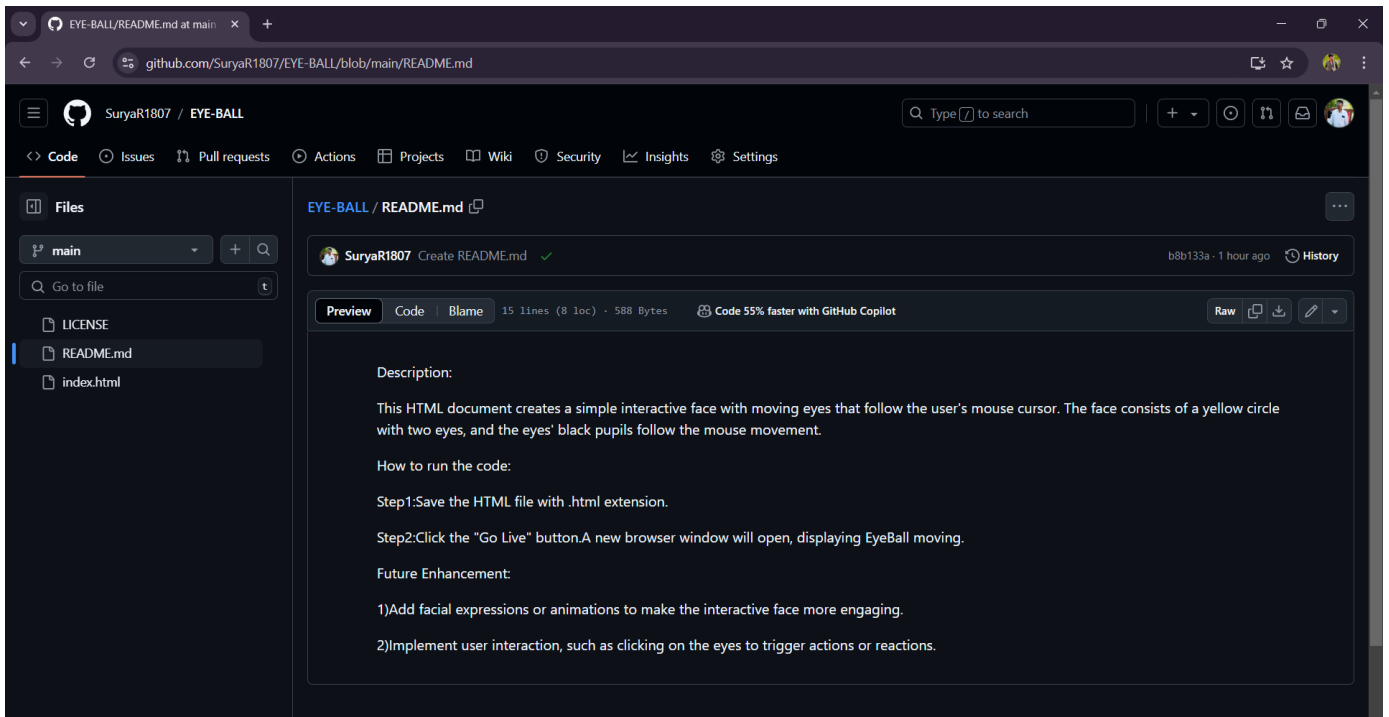 EYE-BALL/README.md at main
github.com/SuryaR1807/EYE-BALL/blob/main/README.md
SuryaR1807 / EYE-BALL
Type / to search
Code Issues Pull requests Actions Projects Wiki Security Insights Settings
Files
main
Go to file t
LICENSE
README.md
index.html
EYE-BALL / README.md
SuryaR1807 Create README.md
b8b133a · 1 hour ago History
Preview Code Blame 15 lines (8 loc) · 588 Bytes Code 55% faster with GitHub Copilot
Raw
Description:
This HTML document creates a simple interactive face with moving eyes that follow the user's mouse cursor. The face consists of a yellow circle
with two eyes, and the eyes' black pupils follow the mouse movement.
How to run the code:
Step1:Save the HTML file with .html extension.
Step2:Click the "Go Live" button.A new browser window will open, displaying EyeBall moving.
Future Enhancement:
1)Add facial expressions or animations to make the interactive face more engaging.
2)Implement user interaction, such as clicking on the eyes to trigger actions or reactions.